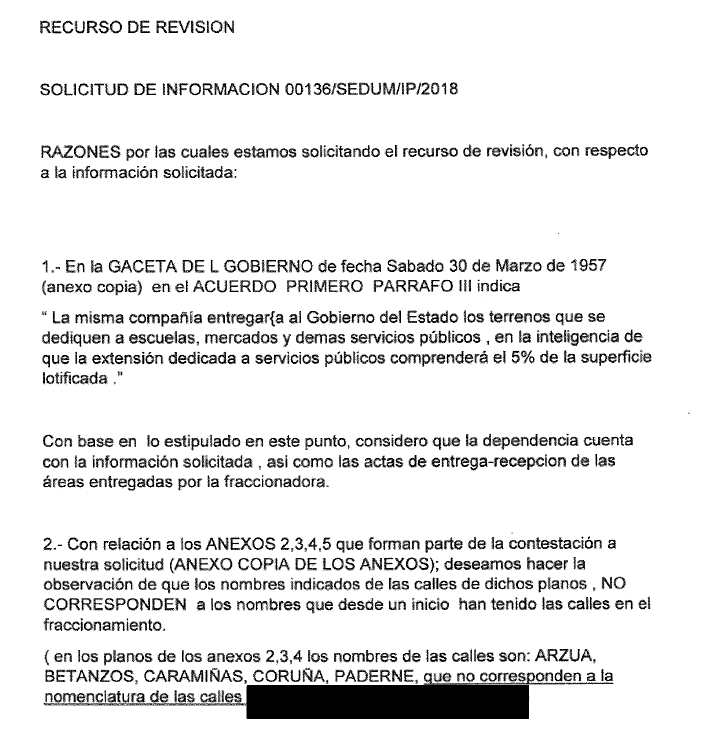 RECURSO DE REVISION
SOLICITUD DE INFORMACION 00136/SEDUM/IP/2018
RAZONES por las cuales estamos solicitando el recurso de revisión, con respecto
a la información solicitada:
1.- En la GACETA DE L GOBIERNO de fecha Sabado 30 de Marzo de 1957
(anexo copia) en el ACUERDO PRIMERO PARRAFO III indica
“ La misma compañía entregar{a al Gobierno del Estado los terrenos que se
dediquen a escuelas, mercados y demas servicios públicos , en la inteligencia de
que la extensión dedicada a servicios públicos comprenderá el 5% de la superficie
lotificada .”
Con base en lo estipulado en este punto, considero que la dependencia cuenta
con la información solicitada , asi como las actas de entrega-recepcion de las
áreas entregadas por la fraccionadora.
2.- Con relación a los ANEXOS 2,3,4,5 que forman parte de la contestación a
nuestra solicitud (ANEXO COPIA DE LOS ANEXOS); deseamos hacer la
observación de que los nombres indicados de las calles de dichos planos , NO
CORRESPONDEN a los nombres que desde un inicio han tenido las calles en el
fraccionamiento.
( en los planos de los anexos 2,3,4 los nombres de las calles son: ARZUA,
BETANZOS, CARAMIÑAS, CORUÑA, PADERNE, que no corresponden a la
nomenclatura de las calles